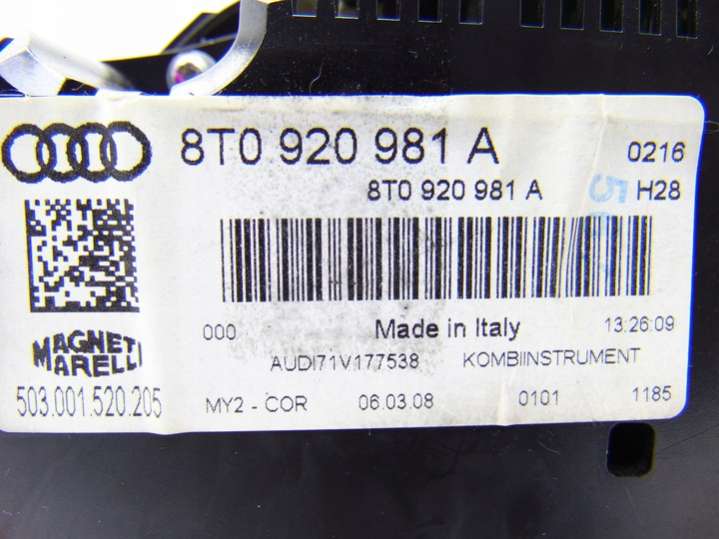 8T0 920 981 A 0216
8T0 920 981 A H28
000 Made in Italy 13:26:09
MAGNETI MARELLI
AUDI71V177538 KOMBIINSTRUMENT
503.001.520.205
MY2 - COR 06.03.08 0101 1185